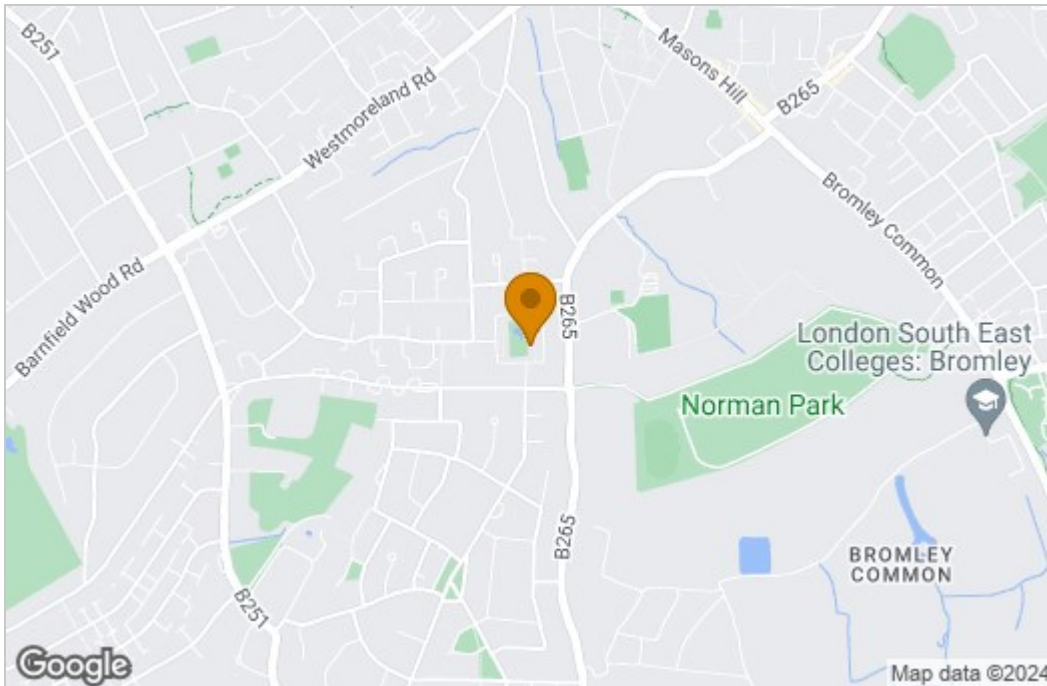 B251
Westmoreland Rd
Masons Hill
B265
Bromley Common
Barnfield Wood Rd
B265
London South East
Colleges: Bromley
Norman Park
B265
BROMLEY
COMMON
B251
Google
Map data ©2024